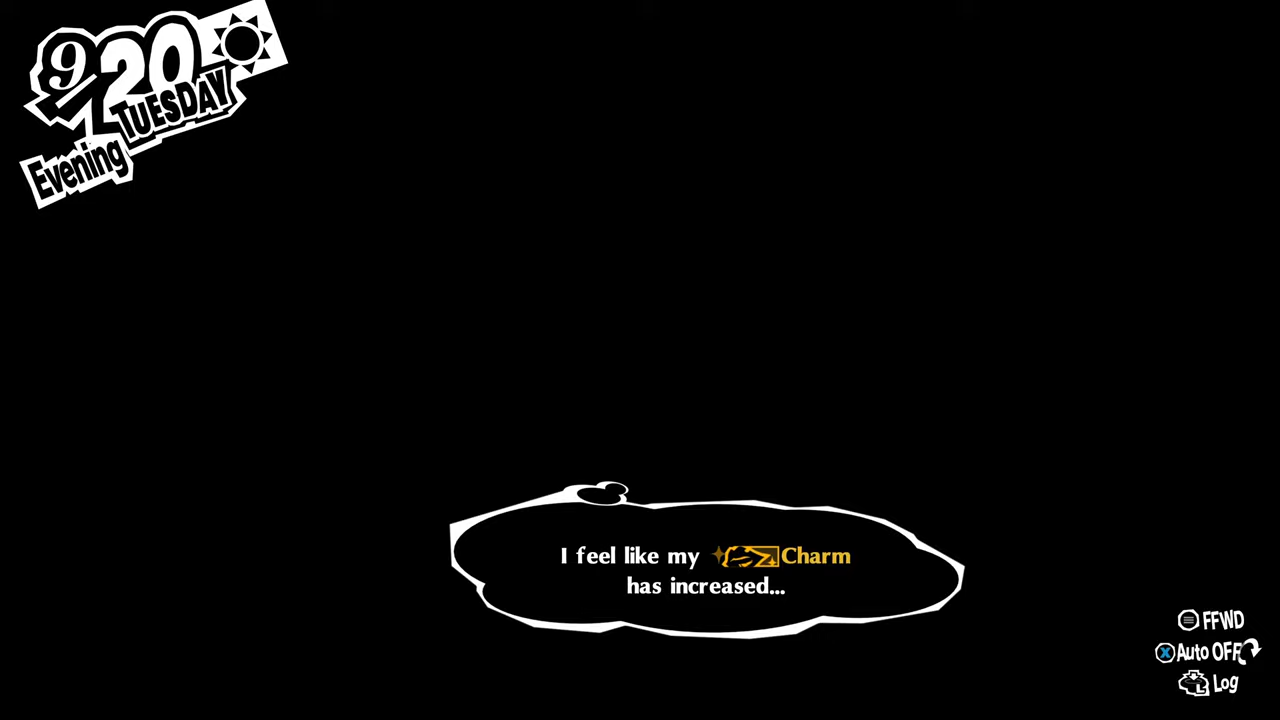 9/20
TUESDAY
Evening
I feel like my Charm
has increased...
FFWD
X Auto OFF
L Log